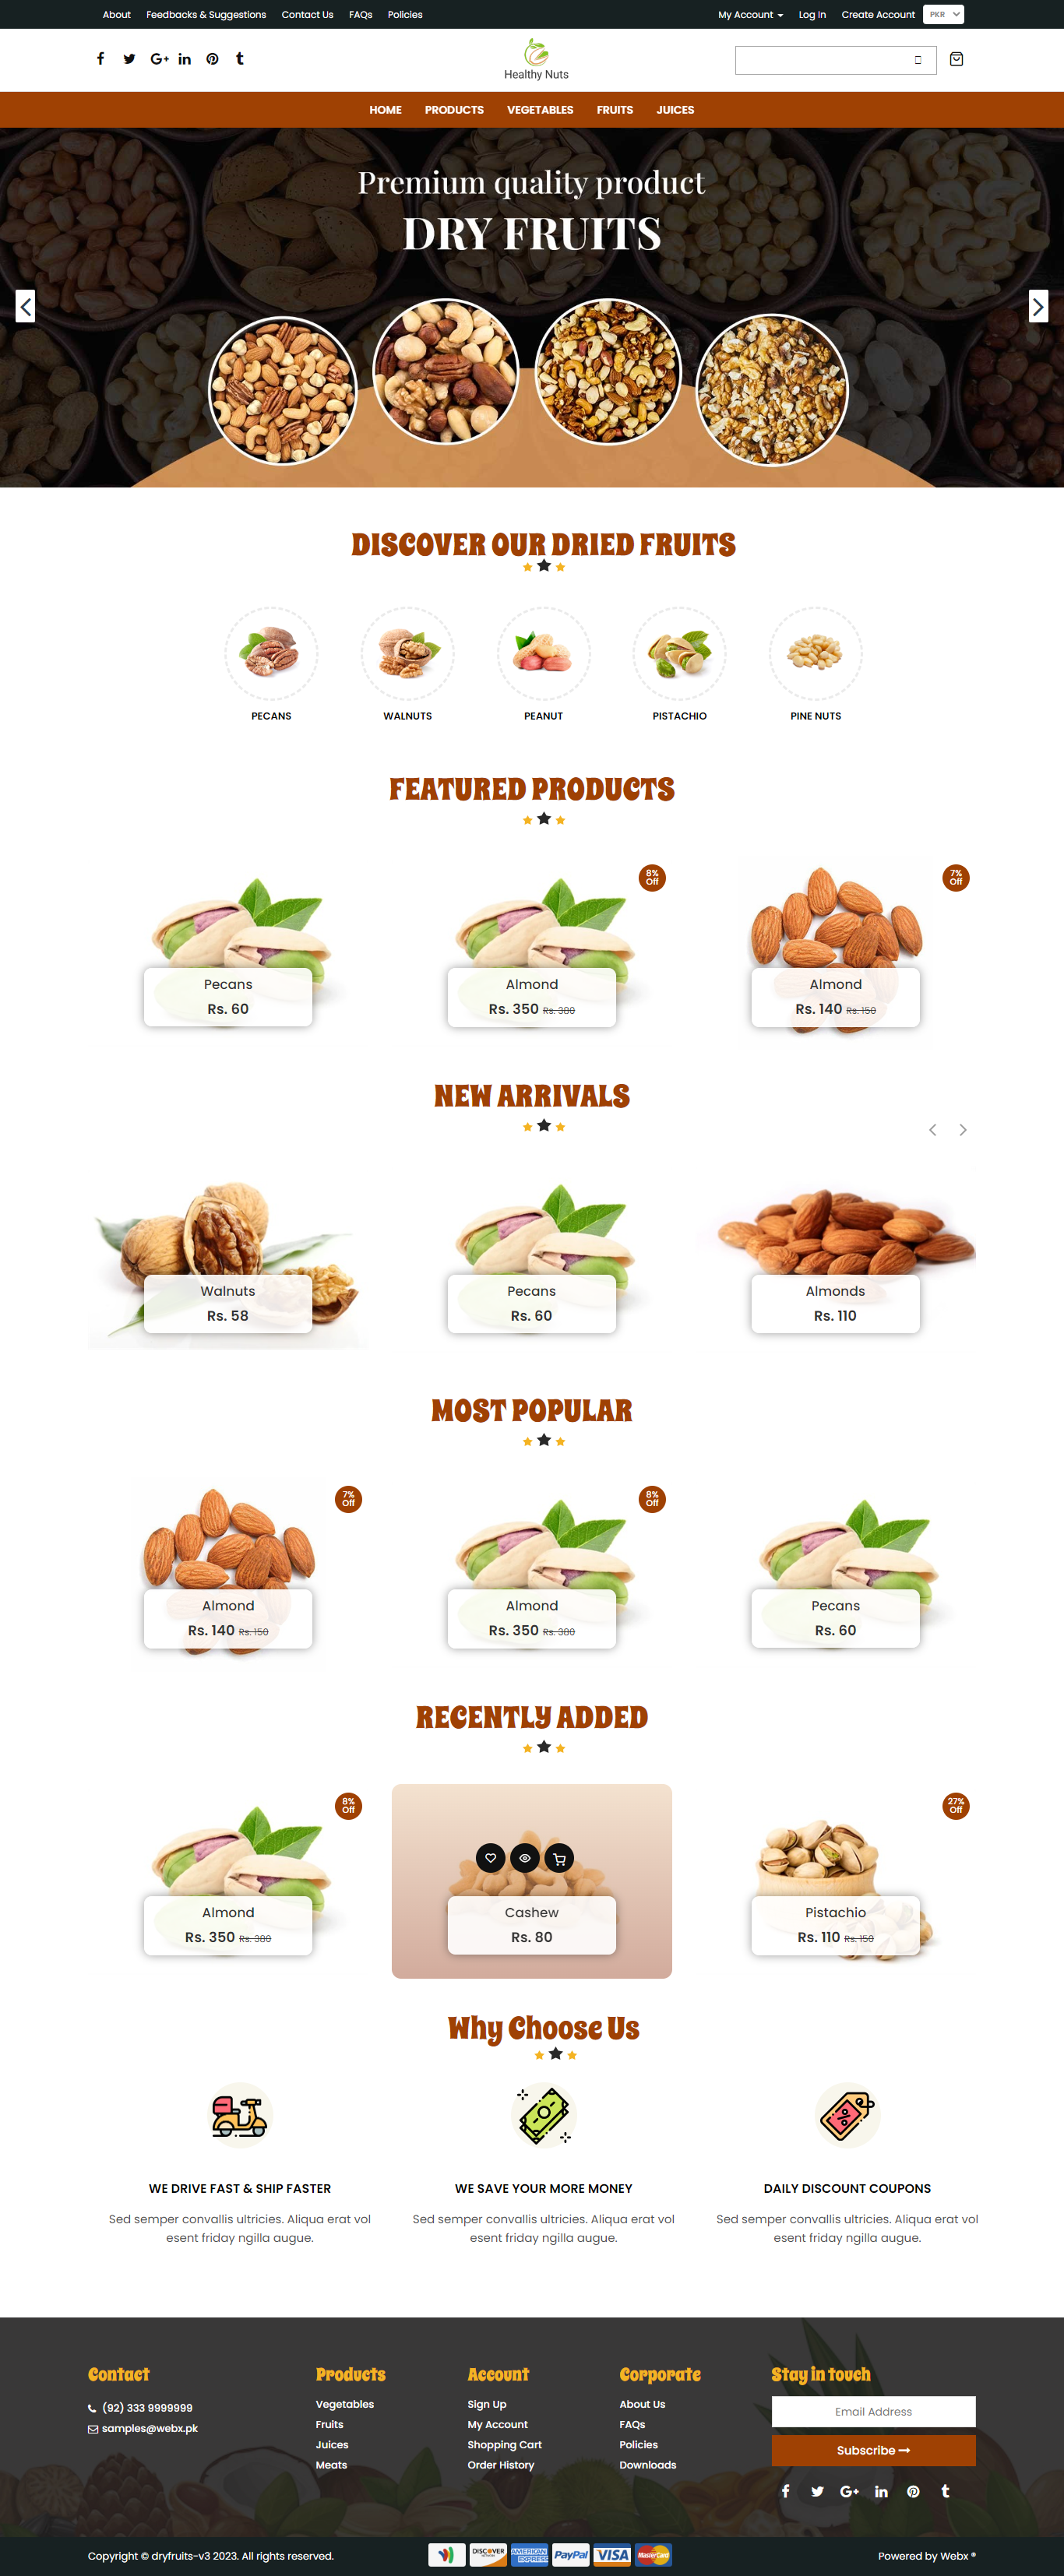 About Feedbacks & Suggestions Contact Us FAQs Policies My Account Log In Create Account PKR
Healthy Nuts
HOME PRODUCTS VEGETABLES FRUITS JUICES
Premium quality product
DRY FRUITS
DISCOVER OUR DRIED FRUITS
PECANS WALNUTS PEANUT PISTACHIO PINE NUTS
FEATURED PRODUCTS
8% Off
7% Off
Pecans
Rs. 60
Almond
Rs. 350 Rs. 380
Almond
Rs. 140 Rs. 150
NEW ARRIVALS
Walnuts
Rs. 58
Pecans
Rs. 60
Almonds
Rs. 110
MOST POPULAR
7% Off
8% Off
Almond
Rs. 140 Rs. 150
Almond
Rs. 350 Rs. 380
Pecans
Rs. 60
RECENTLY ADDED
8% Off
27% Off
Almond
Rs. 350 Rs. 380
Cashew
Rs. 80
Pistachio
Rs. 110 Rs. 150
Why Choose Us
WE DRIVE FAST & SHIP FASTER
Sed semper convallis ultricies. Aliqua erat vol
esent friday ngilla augue.
WE SAVE YOUR MORE MONEY
Sed semper convallis ultricies. Aliqua erat vol
esent friday ngilla augue.
DAILY DISCOUNT COUPONS
Sed semper convallis ultricies. Aliqua erat vol
esent friday ngilla augue.
Contact
(92) 333 9999999
samples@webx.pk
Products
Vegetables
Fruits
Juices
Meats
Account
Sign Up
My Account
Shopping Cart
Order History
Corporate
About Us
FAQs
Policies
Downloads
Stay in touch
Email Address
Subscribe
Copyright © dryfruits-v3 2023. All rights reserved.
DISCOVER AMERICAN EXPRESS PayPal VISA MasterCard
Powered by Webx ®